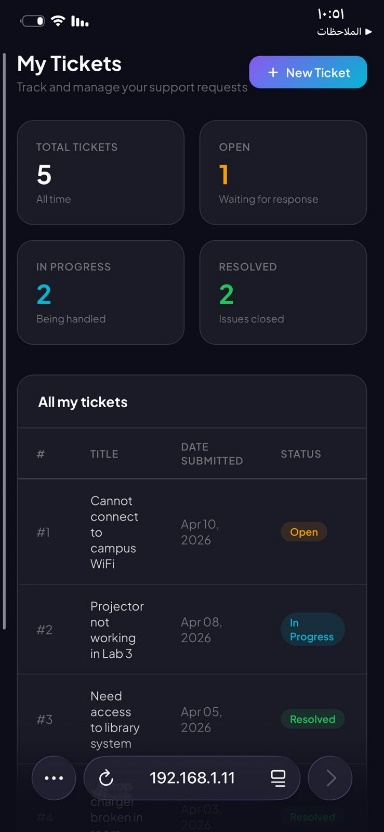 ١٠:٥١
الملاحظات ◀
My Tickets
Track and manage your support requests
+ New Ticket
TOTAL TICKETS
5
All time
OPEN
1
Waiting for response
IN PROGRESS
2
Being handled
RESOLVED
2
Issues closed
All my tickets
#
TITLE
DATE
SUBMITTED
STATUS
#1
Cannot
connect
to
campus
WiFi
Apr 10,
2026
Open
#2
Projector
not
working
in Lab 3
Apr 08,
2026
In
Progress
#3
Need
access
to library
system
Apr 05,
2026
Resolved
192.168.1.11
#4
charger
broken in
Apr 03,
2026
Resolved